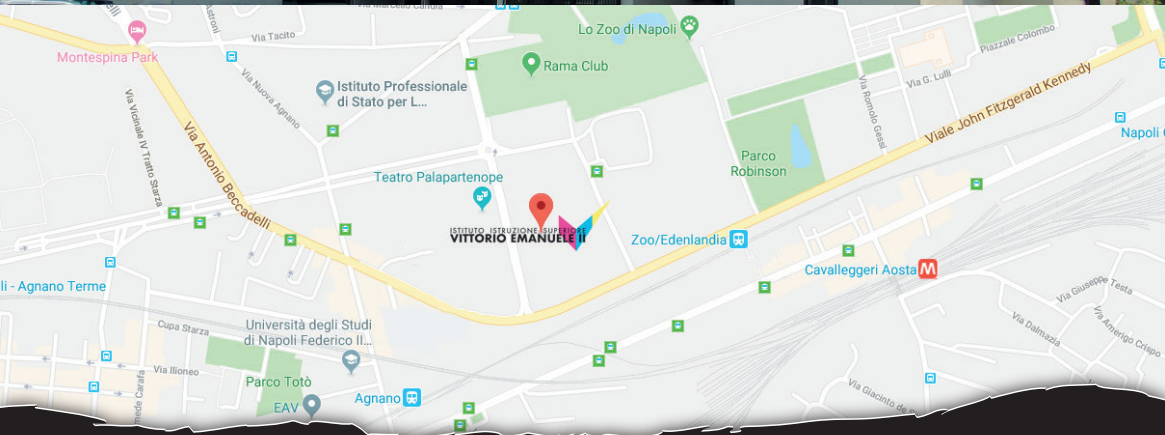 Via Marcello Candia
Lo Zoo di Napoli
Via Tacito
Montespina Park
Rama Club
Piazzale Colombo
Via G. Lulli
Istituto Professionale
di Stato per L...
Via Nuova Agnano
Via Vicinale IV Tratto Starza
Via Antonio Beccadelli
Via Romolo Gessi
Viale John Fitzgerald Kennedy
Napoli
Parco
Robinson
Teatro Palapartenope
ISTITUTO ISTRUZIONE SUPERIORE
VITTORIO EMANUELE II
Zoo/Edenlandia
Cavalleggeri Aosta
M
li - Agnano Terme
Via Giuseppe Testa
Via Dalmazia
Via Amerigo Crispo
Cupa Starza
Università degli Studi
di Napoli Federico II...
Via Ilioneo
Parco Totò
Agnano
EAV
Via Giacinto de